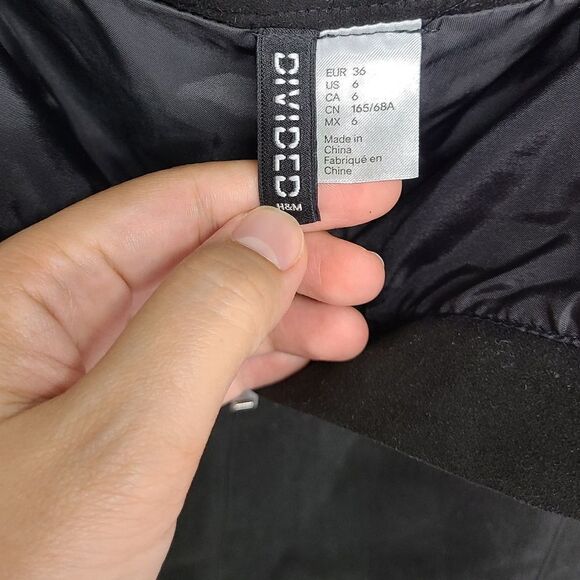 DIVIDED
H&M
EUR 36
US 6
CA 6
CN 165/68A
MX 6
Made in
China
Fabriqué en
Chine